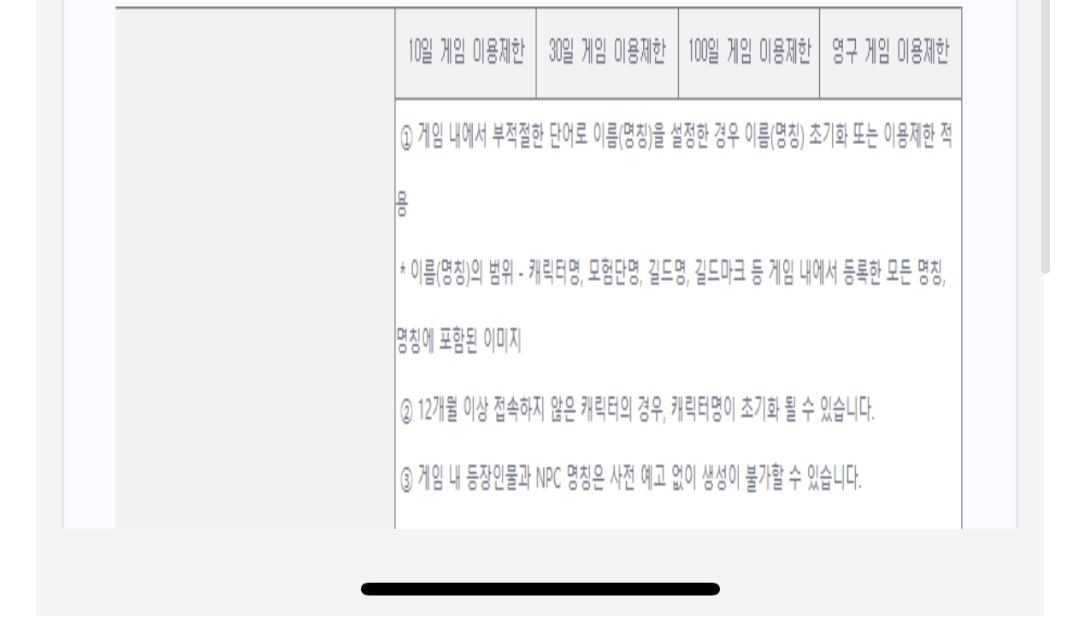 10일 게임 이용제한 30일 게임 이용제한 100일 게임 이용제한 영구 게임 이용제한
① 게임 내에서 부적절한 단어로 이름(명칭)을 설정한 경우 이름(명칭) 초기화 또는 이용제한 적
용
* 이름(명칭)의 범위 - 캐릭터명, 모험단명, 길드명, 길드마크 등 게임 내에서 등록한 모든 명칭,
명칭에 포함된 이미지
② 12개월 이상 접속하지 않은 캐릭터의 경우, 캐릭터명이 초기화 될 수 있습니다.
③ 게임 내 등장인물과 NPC 명칭은 사전 예고 없이 생성이 불가할 수 있습니다.